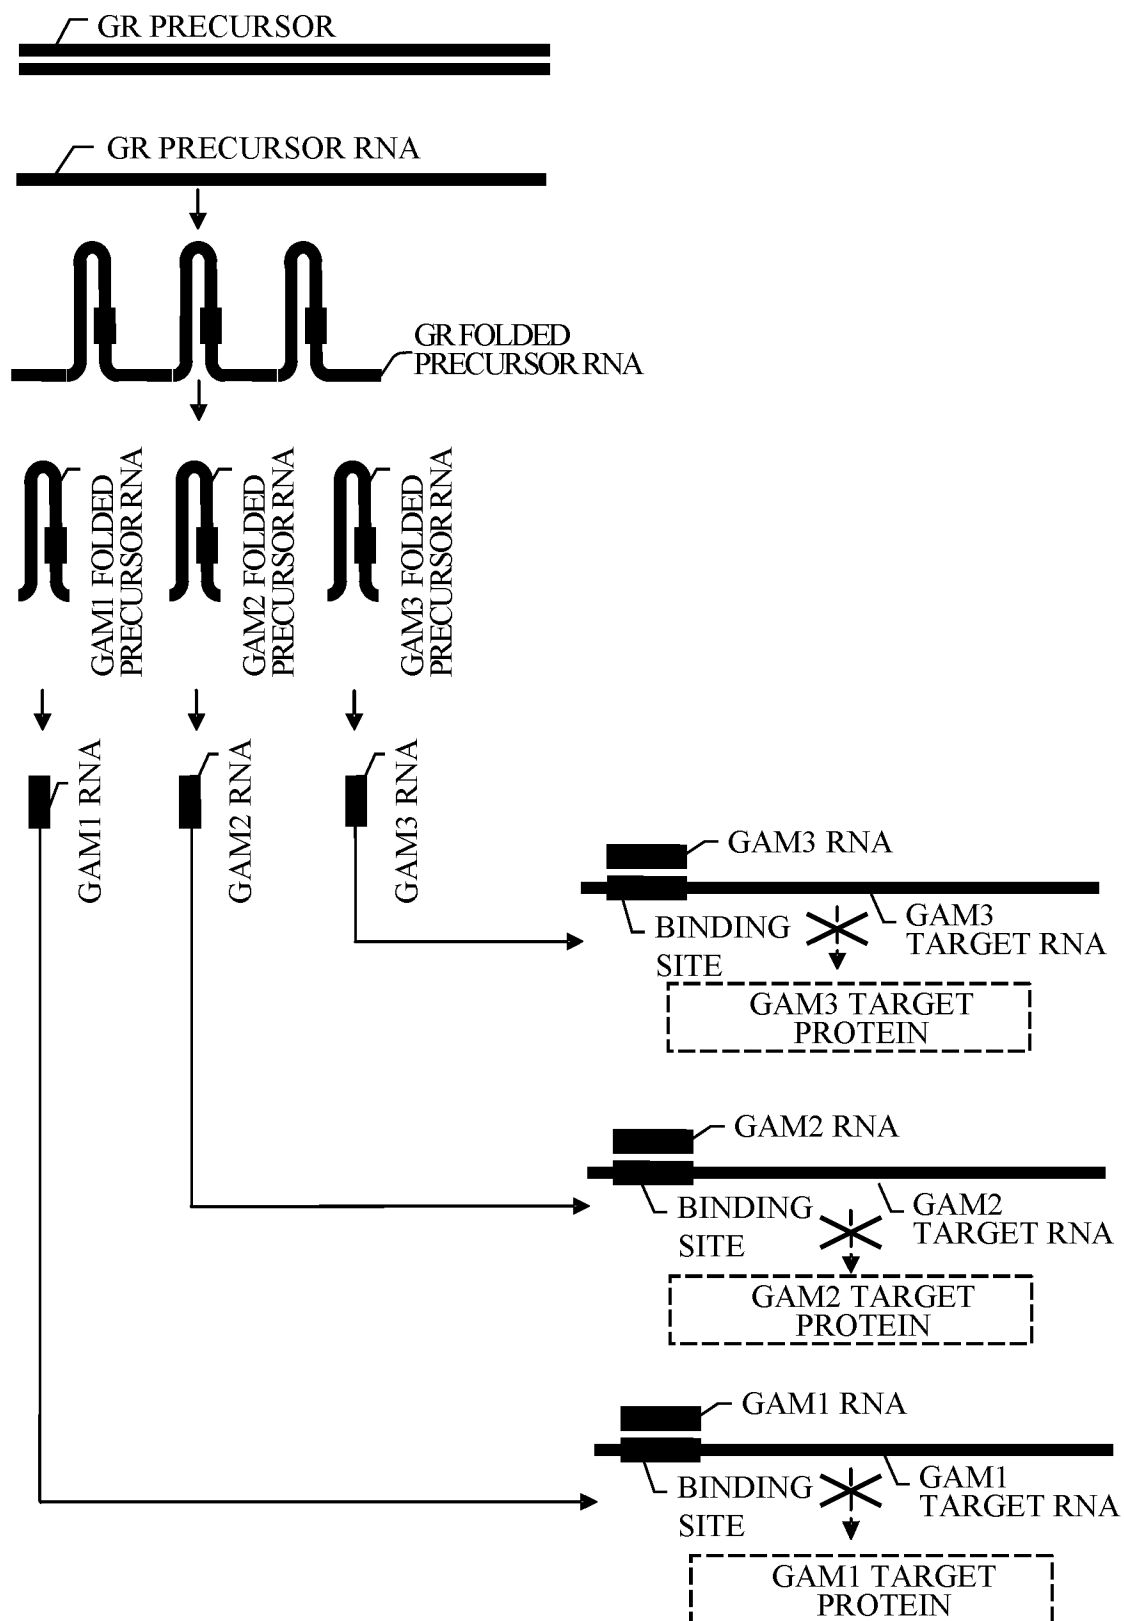 GR PRECURSOR
GR PRECURSOR RNA
GR FOLDED
PRECURSOR RNA
GAM1 FOLDED
PRECURSOR RNA
GAM2 FOLDED
PRECURSOR RNA
GAM3 FOLDED
PRECURSOR RNA
GAM1 RNA
GAM2 RNA
GAM3 RNA
GAM3 RNA
BINDING
SITE
GAM3
TARGET RNA
GAM3 TARGET
PROTEIN
GAM2 RNA
BINDING
SITE
GAM2
TARGET RNA
GAM2 TARGET
PROTEIN
GAM1 RNA
BINDING
SITE
GAM1
TARGET RNA
GAM1 TARGET
PROTEIN